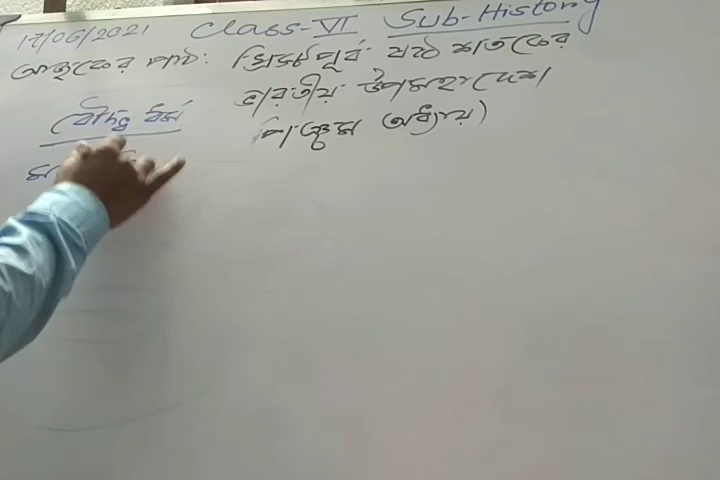 17/06/2021 Class-VI Sub-History
আজকের পাঠ: খ্রিস্টপূর্ব ষষ্ঠ শতকের
ভারতীয় উপমহাদেশ
পঞ্চম অধ্যায়)
বৌদ্ধ ধর্ম